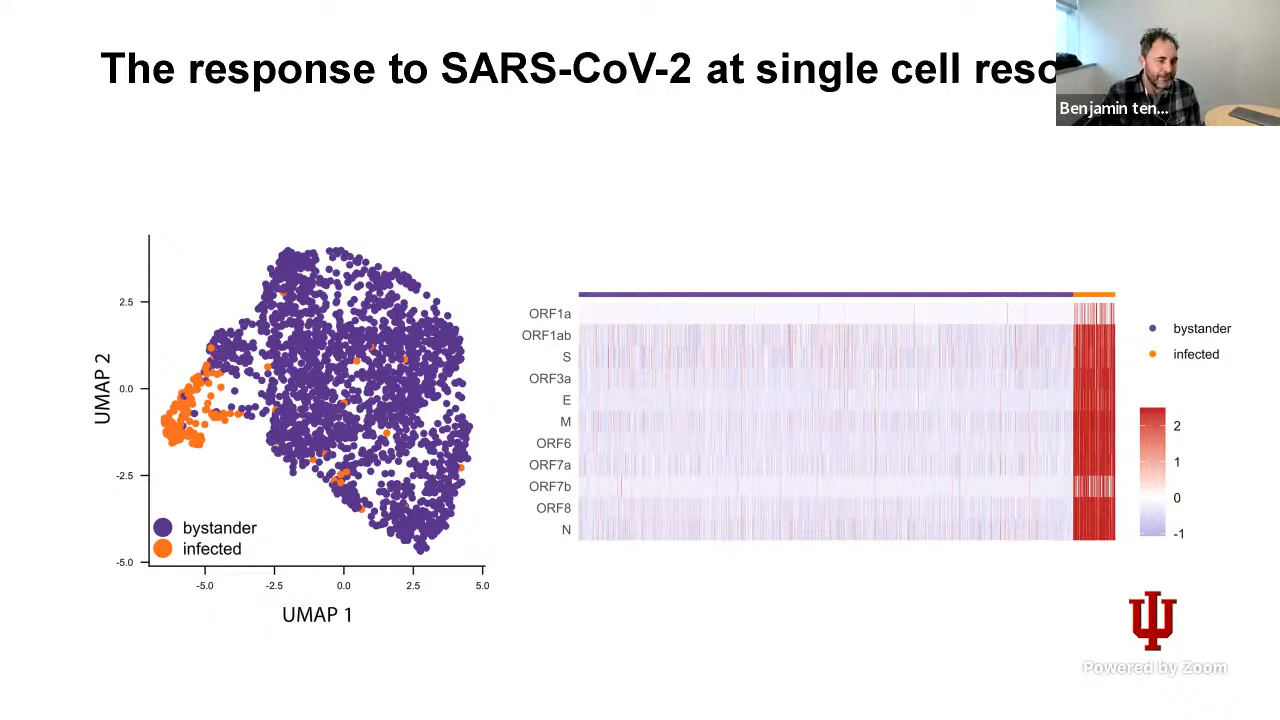 The response to SARS-CoV-2 at single cell reso
Benjamin ten...
UMAP 2
2.5
0.0
-2.5
-5.0
bystander
infected
-5.0
-2.5
0.0
2.5
5.0
UMAP 1
ORF1a
ORF1ab
S
ORF3a
E
M
ORF6
ORF7a
ORF7b
ORF8
N
bystander
infected
2
1
0
-1
Powered by Zoom